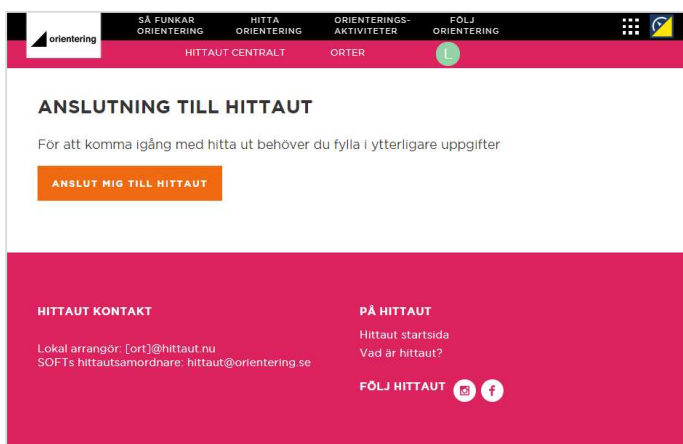 orientering
SÅ FUNKAR
ORIENTERING
HITTA
ORIENTERING
ORIENTERINGS-
AKTIVITETER
FÖLJ
ORIENTERING
HITTAUT CENTRALT
ORTER
L
ANSLUTNING TILL HITTAUT
För att komma igång med hitta ut behöver du fylla i ytterligare uppgifter
ANSLUT MIG TILL HITTAUT
HITTAUT KONTAKT
Lokal arrangör: [ort]@hittaut.nu
SOFTs hittautsamordnare: hittaut@orientering.se
PÅ HITTAUT
Hittaut startsida
Vad är hittaut?
FÖLJ HITTAUT